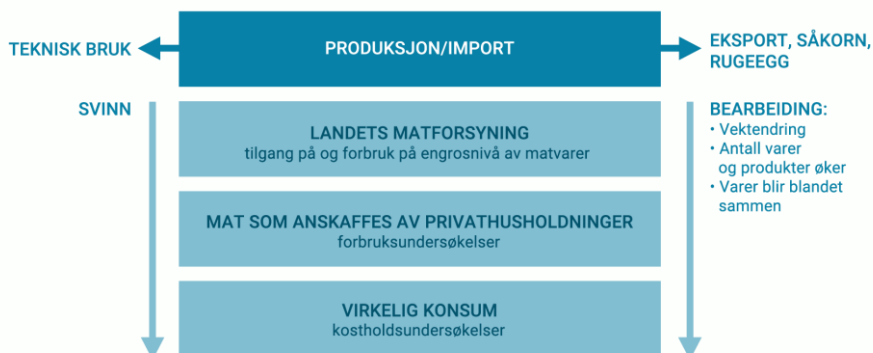 TEKNISK BRUK
PRODUKSJON/IMPORT
EKSPORT, SÅKORN,
RUGEEGG
SVINN
LANDETS MATFORSYNING
tilgang på og forbruk på engrosnivå av matvarer
BEARBEIDING:
• Vektendring
• Antall varer
og produkter øker
• Varer blir blandet
sammen
MAT SOM ANSKAFFES AV PRIVATHUSHOLDNINGER
forbruksundersøkelser
VIRKELIG KONSUM
kostholdsundersøkelser